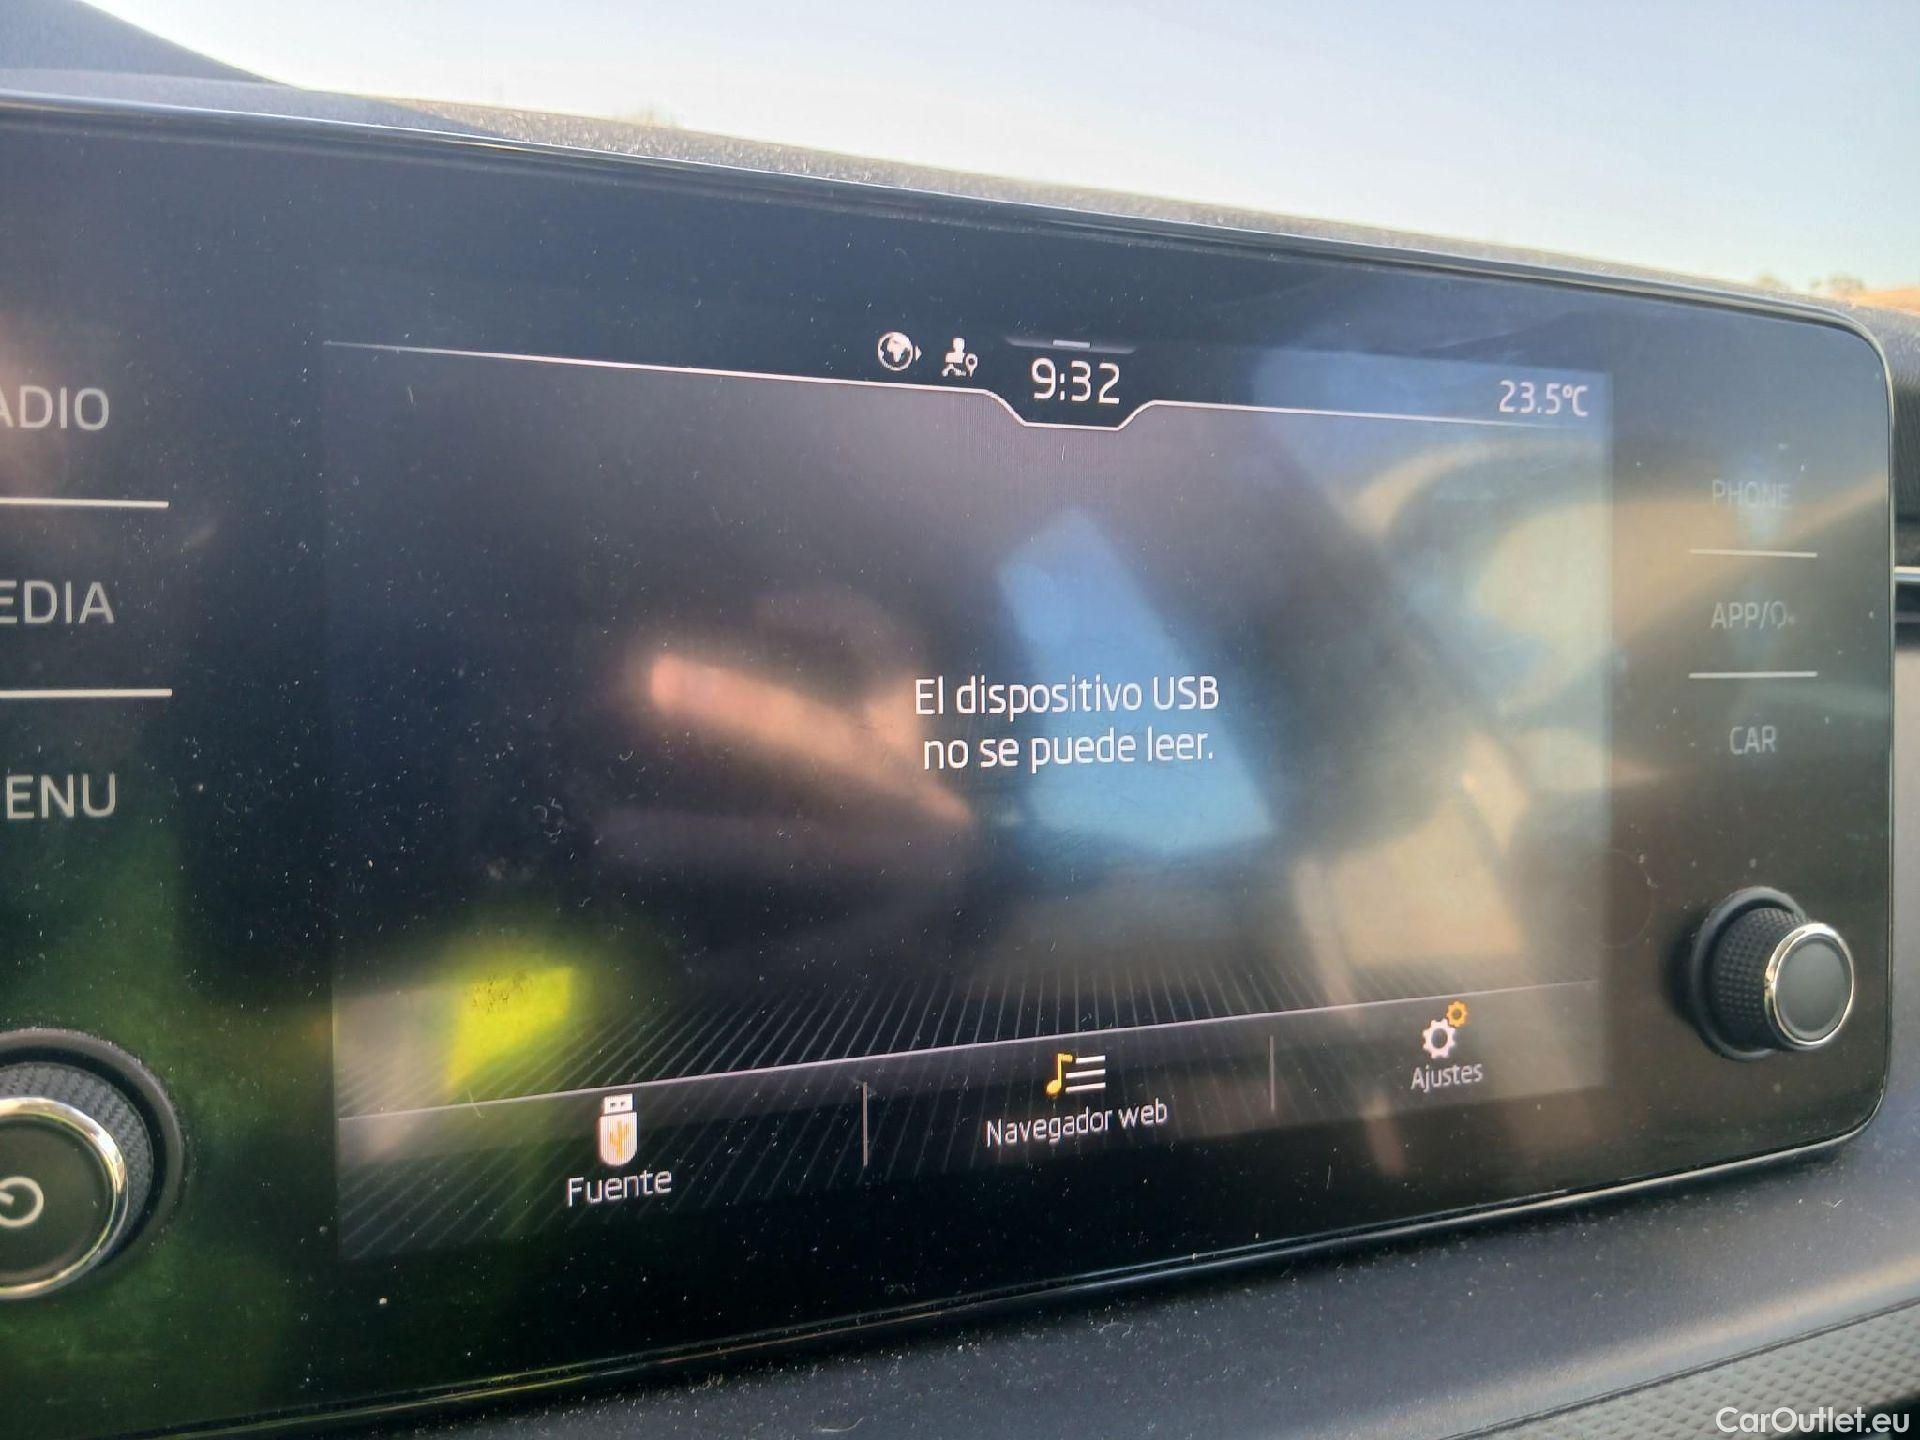 9:32
23.5°C
ADIO
EDIA
ENU
El dispositivo USB
no se puede leer.
PHONE
APP/
CAR
Fuente
Navegador web
Ajustes
CarOutlet.eu